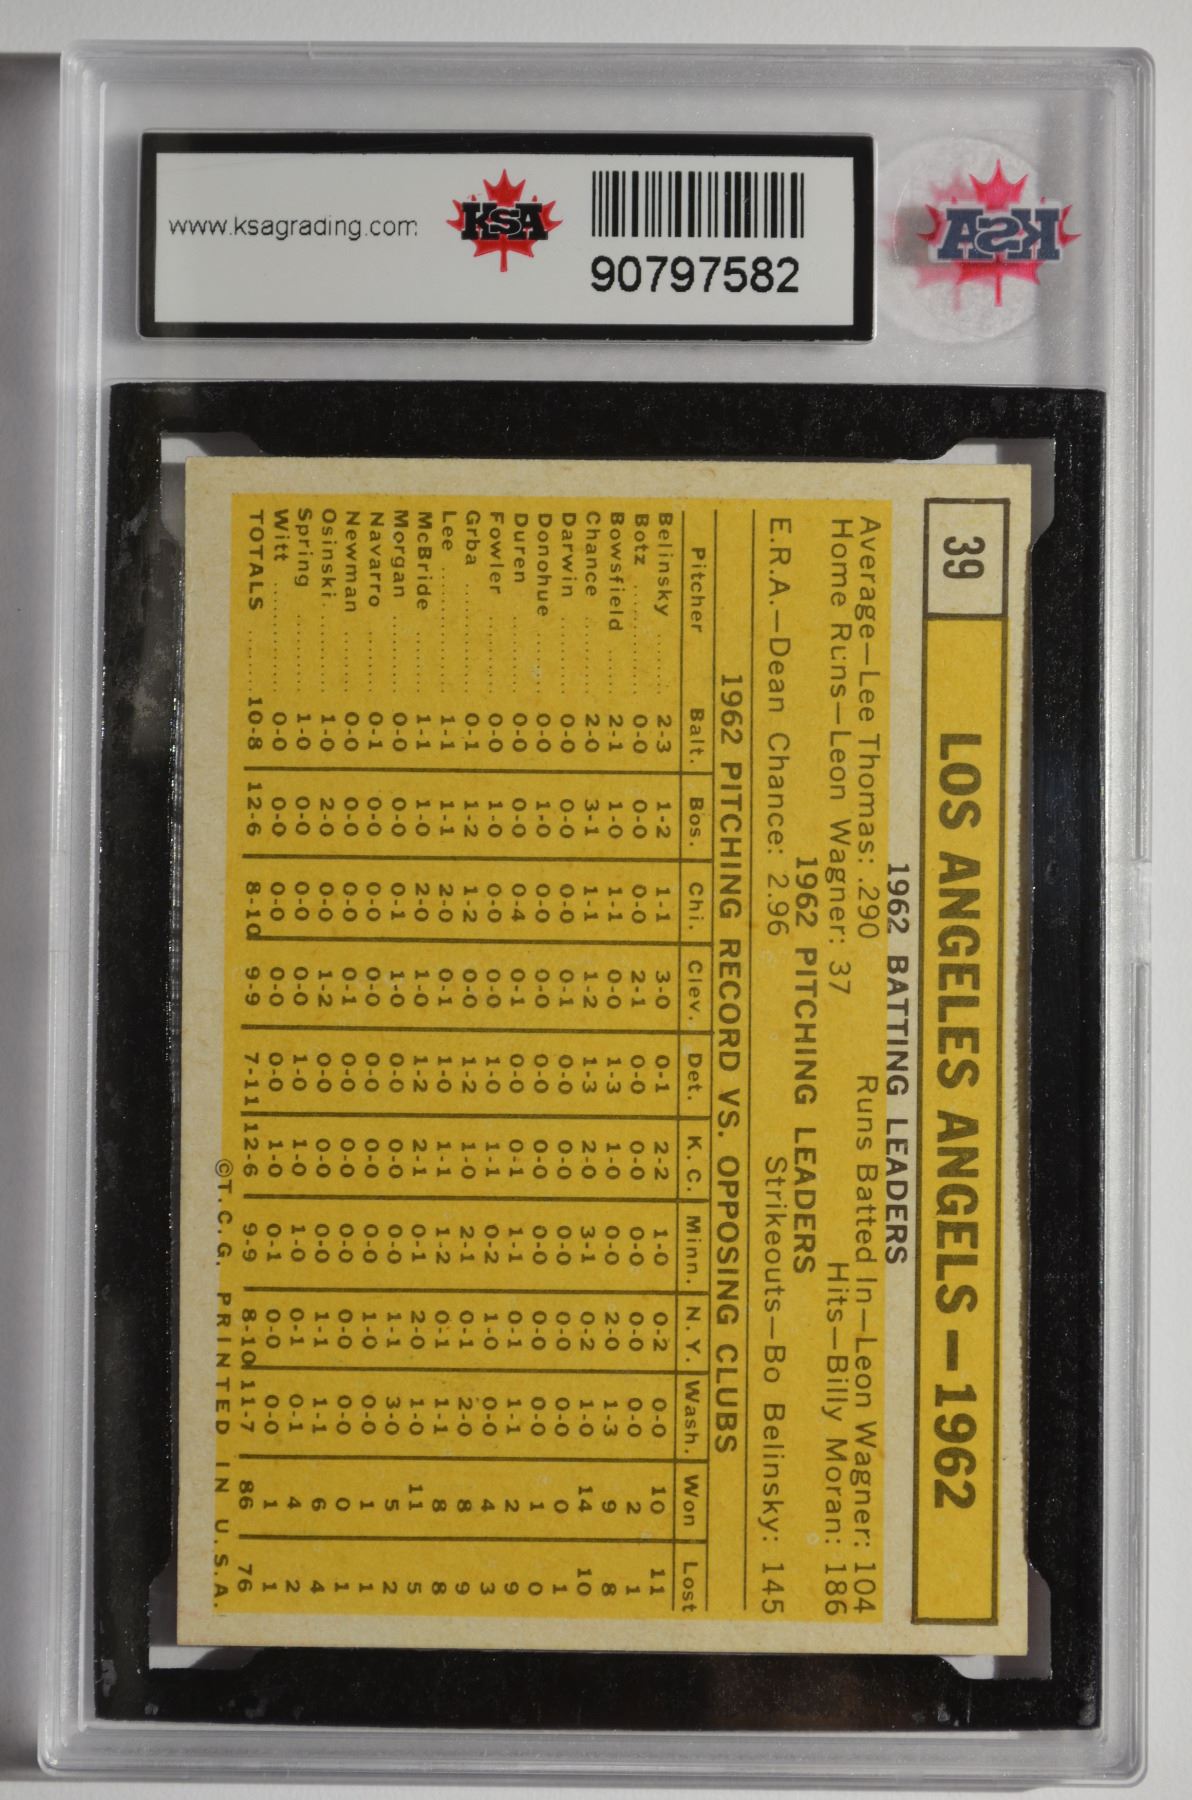 www.ksagrading.com
KSA
90797582
KSA
39
LOS ANGELES ANGELS — 1962
1962 BATTING LEADERS
Average—Lee Thomas: .290 Runs Batted In—Leon Wagner: 104
Home Runs—Leon Wagner: 37 Hits—Billy Moran: 186
1962 PITCHING LEADERS
E.R.A.—Dean Chance: 2.96 Strikeouts—Bo Belinsky: 145
1962 PITCHING RECORD VS. OPPOSING CLUBS
Pitcher Balt. Bos. Chi. Clev. Det. K.C. Minn. N.Y. Wash. Won Lost
Belinsky ...... 2-3 1-2 1-1 3-0 0-1 2-2 1-0 0-2 0-0 10 11
Botz ............ 0-0 0-0 0-0 2-1 0-0 0-0 0-0 0-0 0-0 2 1
Bowsfield ..... 2-1 1-0 1-1 0-0 1-3 1-0 0-0 2-0 1-3 9 8
Chance ........ 2-0 3-1 1-1 1-2 1-3 2-0 3-1 0-2 1-0 14 10
Darwin ........ 0-0 0-0 0-0 0-1 0-0 0-0 0-0 0-0 0-0 0 1
Donohue ...... 0-0 1-0 0-0 0-0 0-0 0-0 0-0 0-0 0-0 1 0
Duren ......... 0-0 0-0 0-4 0-1 0-0 0-1 1-1 0-1 1-1 2 9
Fowler ........ 0-0 1-0 0-0 0-0 1-0 1-1 0-2 1-0 0-0 4 3
Grba ........... 0-1 1-2 1-2 0-0 1-2 1-0 2-1 0-1 2-0 8 9
Lee ............. 1-1 1-1 2-0 0-1 1-0 1-1 1-2 0-1 1-1 8 8
McBride ...... 1-1 1-0 2-0 1-0 1-2 2-1 0-1 2-0 1-0 11 5
Morgan ....... 0-0 0-0 0-1 1-0 0-0 0-0 0-0 1-1 3-0 5 2
Navarro ....... 0-1 0-0 0-0 0-0 0-0 0-0 0-0 1-0 0-0 1 1
Newman ...... 0-0 0-0 0-0 0-1 0-0 0-0 0-0 0-0 0-0 0 1
Osinski ........ 1-0 2-0 0-0 1-2 0-0 0-0 0-0 1-1 1-1 6 4
Spring ......... 1-0 0-0 0-0 0-0 1-0 1-0 1-0 0-1 0-1 4 2
Witt ............ 0-0 0-0 0-0 0-0 0-0 1-0 0-1 0-0 0-0 1 1
TOTALS ...... 10-8 12-6 8-10 9-9 7-11 12-6 9-9 8-10 11-7 86 76
©T.C.G. PRINTED IN U.S.A.